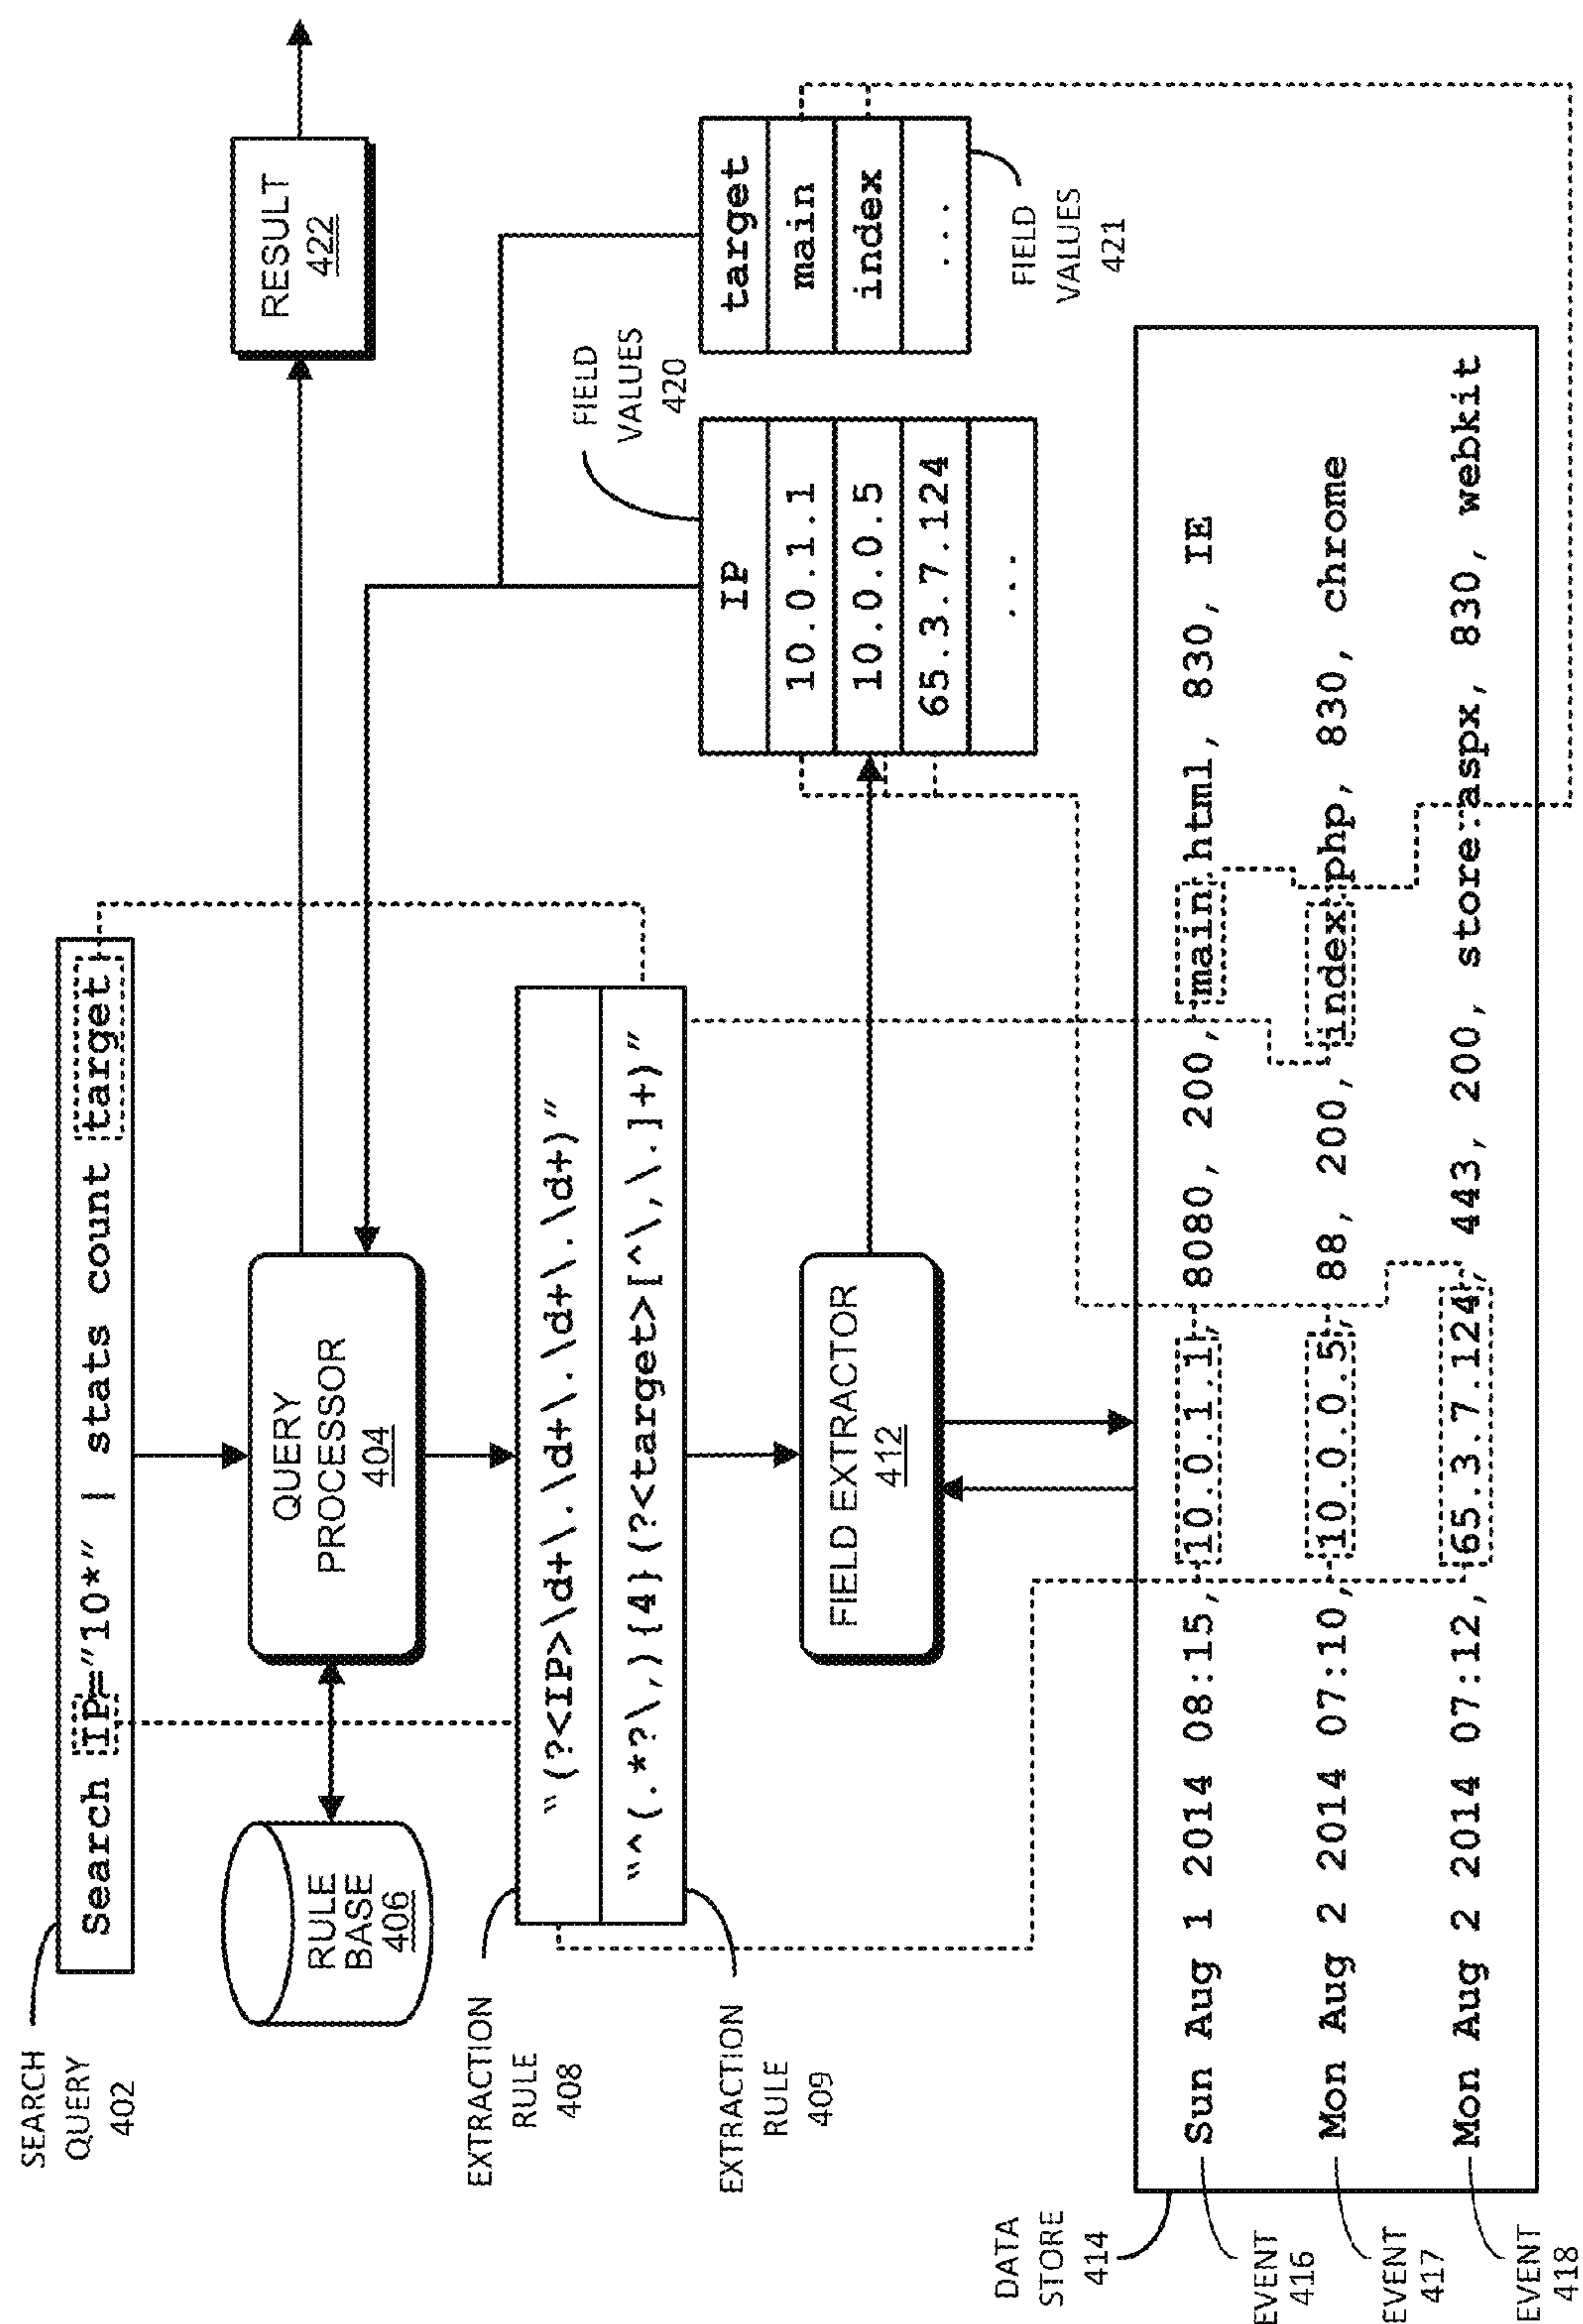 SEARCH
QUERY
402
Search IP="10*" | stats count target
RULE
BASE
406
QUERY
PROCESSOR
404
RESULT
422
EXTRACTION
RULE
408
"(?<IP>\d+\.\d+\.\d+\.\d+)"
"^(.*?\,){4}(?<target>[^\,\.]+)"
EXTRACTION
RULE
409
FIELD EXTRACTOR
412
FIELD
VALUES
420
IP
10.0.1.1
10.0.0.5
65.3.7.124
...
target
main
index
...
FIELD
VALUES
421
DATA
STORE
414
EVENT
416
Sun Aug 1 2014 08:15, 10.0.1.1, 8080, 200, main.html, 830, IE
EVENT
417
Mon Aug 2 2014 07:10, 10.0.0.5, 88, 200, index.php, 830, chrome
EVENT
418
Mon Aug 2 2014 07:12, 65.3.7.124, 443, 200, store.aspx, 830, webkit